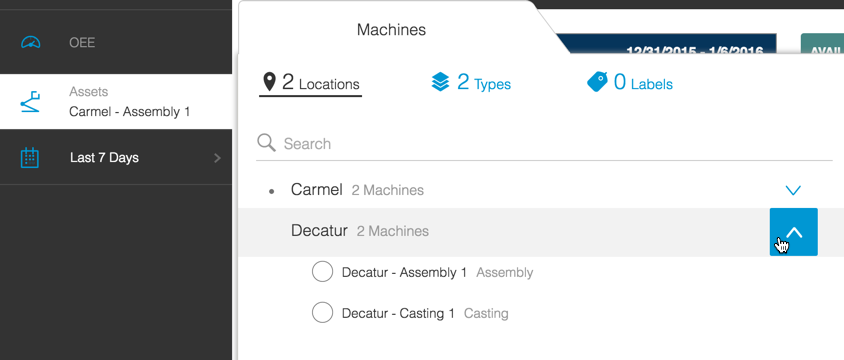 Machines
OEE
12/31/2015 - 1/6/2016
Assets
Carmel - Assembly 1
2 Locations
2 Types
0 Labels
Search
Last 7 Days
Carmel 2 Machines
Decatur 2 Machines
Decatur - Assembly 1 Assembly
Decatur - Casting 1 Casting